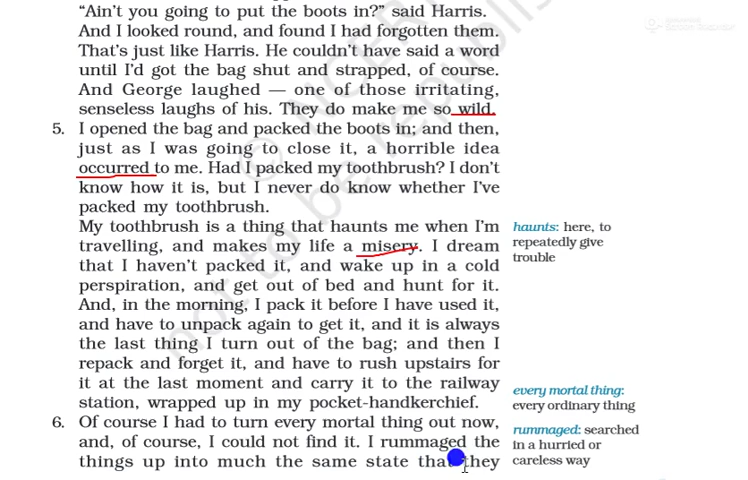 "Ain't you going to put the boots in?" said Harris.
And I looked round, and found I had forgotten them.
That's just like Harris. He couldn't have said a word
until I'd got the bag shut and strapped, of course.
And George laughed — one of those irritating,
senseless laughs of his. They do make me so wild.
5. I opened the bag and packed the boots in; and then,
just as I was going to close it, a horrible idea
occurred to me. Had I packed my toothbrush? I don't
know how it is, but I never do know whether I've
packed my toothbrush.
My toothbrush is a thing that haunts me when I'm
travelling, and makes my life a misery. I dream
that I haven't packed it, and wake up in a cold
perspiration, and get out of bed and hunt for it.
And, in the morning, I pack it before I have used it,
and have to unpack again to get it, and it is always
the last thing I turn out of the bag; and then I
repack and forget it, and have to rush upstairs for
it at the last moment and carry it to the railway
station, wrapped up in my pocket-handkerchief.
6. Of course I had to turn every mortal thing out now,
and, of course, I could not find it. I rummaged the
things up into much the same state that they
haunts: here, to
repeatedly give
trouble
every mortal thing:
every ordinary thing
rummaged: searched
in a hurried or
careless way
© NCER
not to be republis